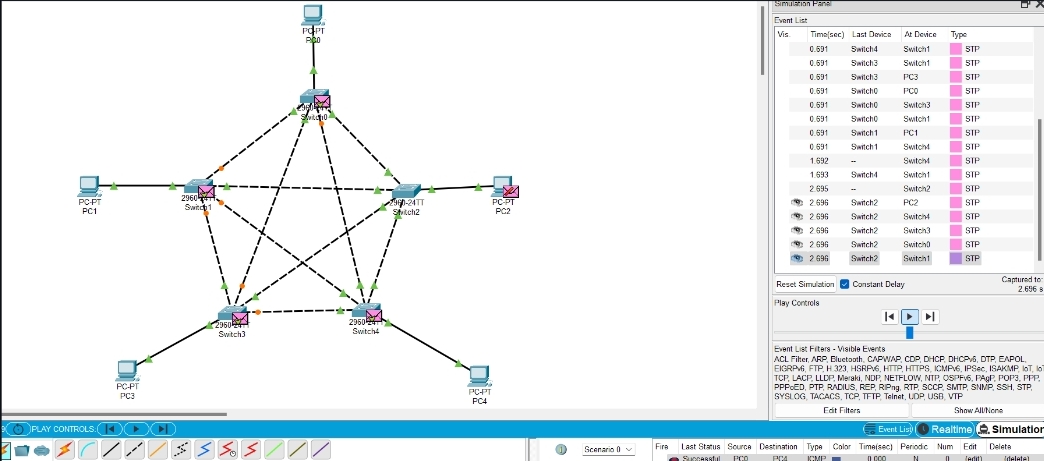 Simulation Panel
Event List
Vis. Time(sec) Last Device At Device Type
0.691 Switch4 Switch1 STP
0.691 Switch3 Switch1 STP
0.691 Switch3 PC3 STP
0.691 Switch0 PC0 STP
0.691 Switch0 Switch3 STP
0.691 Switch0 Switch1 STP
0.691 Switch1 PC1 STP
0.691 Switch1 Switch4 STP
1.692 -- Switch4 STP
1.693 Switch4 Switch1 STP
2.695 -- Switch2 STP
2.696 Switch2 PC2 STP
2.696 Switch2 Switch4 STP
2.696 Switch2 Switch3 STP
2.696 Switch2 Switch0 STP
2.696 Switch2 Switch1 STP
Reset Simulation Constant Delay
Captured to:
2.696 s
Play Controls
Event List Filters - Visible Events
ACL Filter, ARP, Bluetooth, CAPWAP, CDP, DHCP, DHCPv6, DTP, EAPOL,
EIGRPv6, FTP, H.323, HSRPv6, HTTP, HTTPS, ICMPv6, IPSec, ISAKMP, IoT, IoT
TCP, LACP, LLDP, Meraki, NDP, NETFLOW, NTP, OSPFv6, PAgP, POP3, PPP,
PPPoED, PTP, RADIUS, REP, RIPng, RTP, SCCP, SMTP, SNMP, SSH, STP,
SYSLOG, TACACS, TCP, TFTP, Telnet, UDP, USB, VTP
Edit Filters Show All/None
PC-PT
PC0
Switch0
PC-PT
PC1
Switch1
2960-24TT
Switch2
PC-PT
PC2
Switch3
Switch4
PC-PT
PC3
PC-PT
PC4
PLAY CONTROLS:
Event List Realtime Simulation
Scenario 0
Fire Last Status Source Destination Type Color Time(sec) Periodic Num Edit Delete
Successful PC0 PC4 ICMP 0.000 N 0 (edit) (delete)